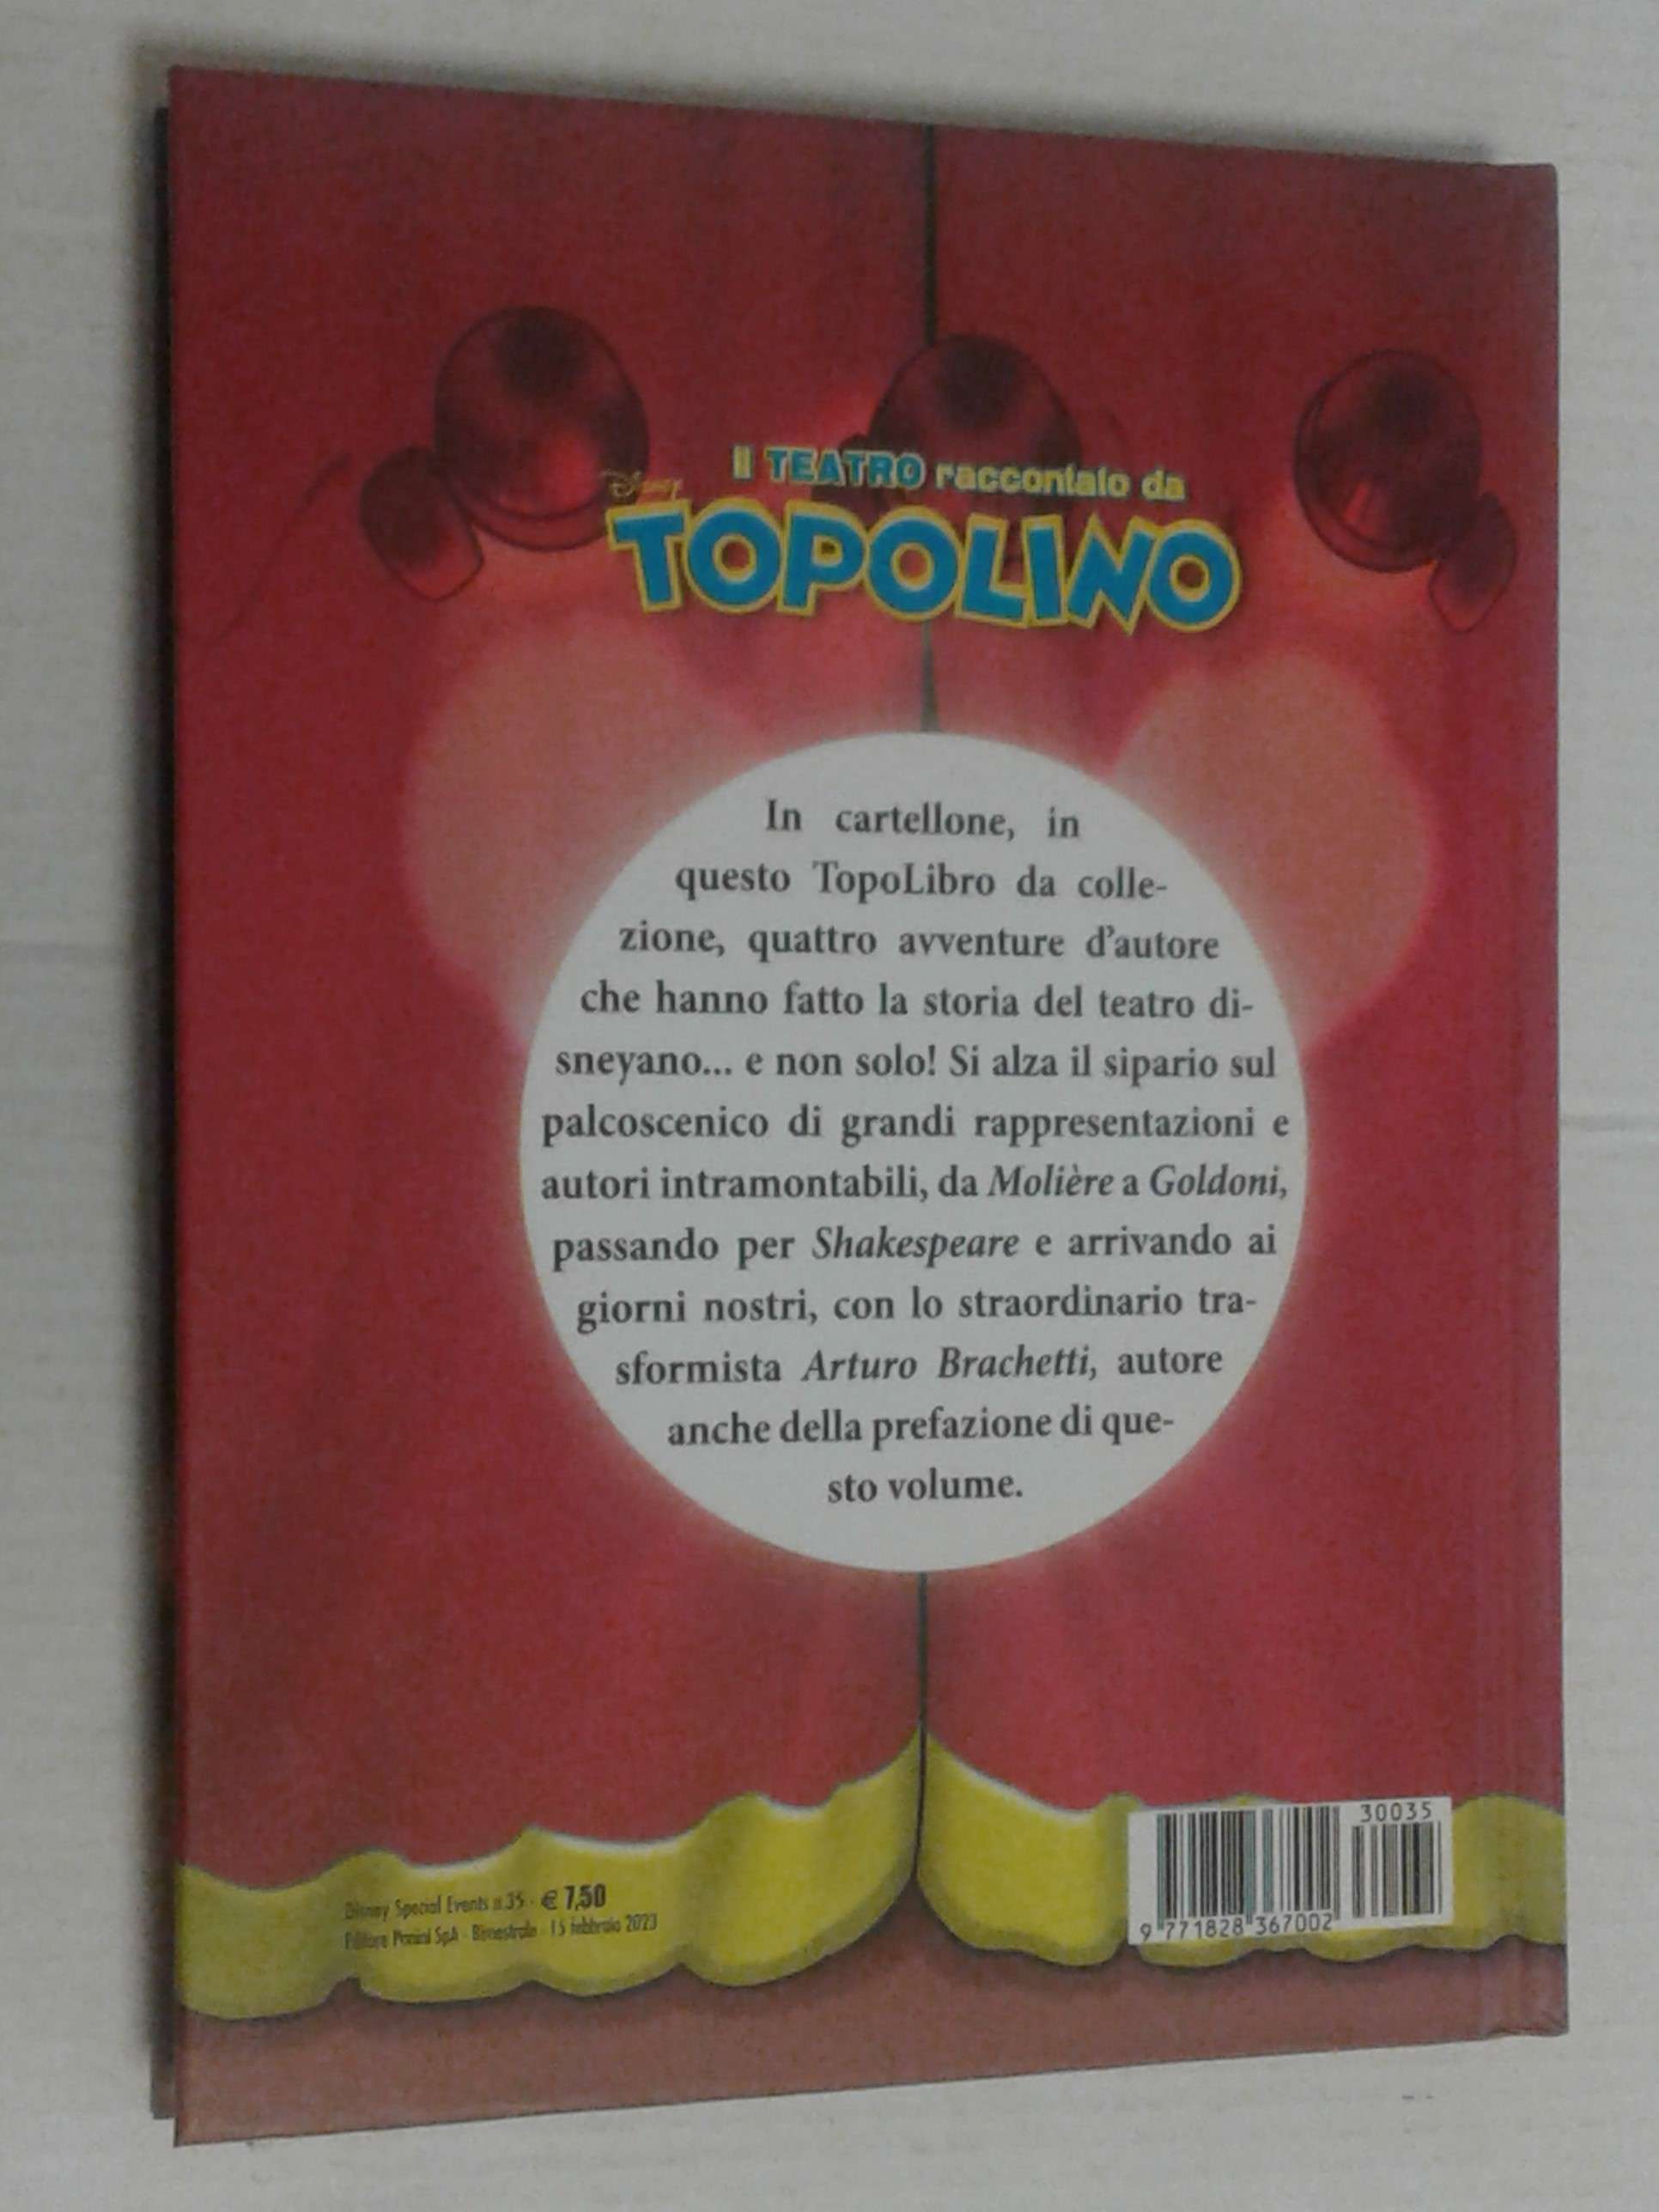 Il TEATRO raccontato da
Disney
TOPOLINO
In cartellone, in
questo TopoLibro da colle-
zione, quattro avventure d'autore
che hanno fatto la storia del teatro di-
sneyano... e non solo! Si alza il sipario sul
palcoscenico di grandi rappresentazioni e
autori intramontabili, da Molière a Goldoni,
passando per Shakespeare e arrivando ai
giorni nostri, con lo straordinario tra-
sformista Arturo Brachetti, autore
anche della prefazione di que-
sto volume.
Disney Special Events n.35 - € 7,50
Editore Panini SpA - Bimestrale - 15 febbraio 2023
30035
9 771828 367002